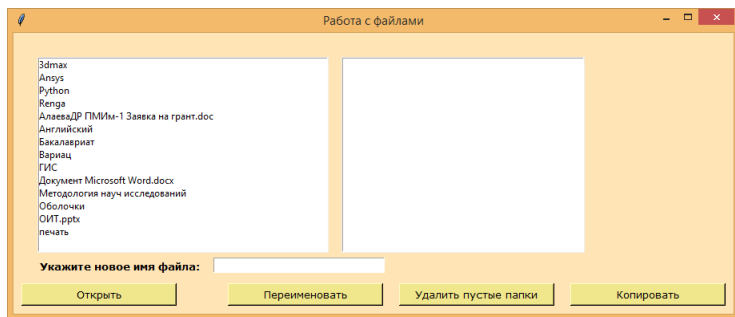 Работа с файлами
3dmax
Ansys
Python
Renga
АлаеваДР ПМИм-1 Заявка на грант.doc
Английский
Бакалавриат
Вариац
ГИС
Документ Microsoft Word.docx
Методология науч исследований
Оболочки
ОИТ.pptx
печать
Укажите новое имя файла:
Открыть
Переименовать
Удалить пустые папки
Копировать